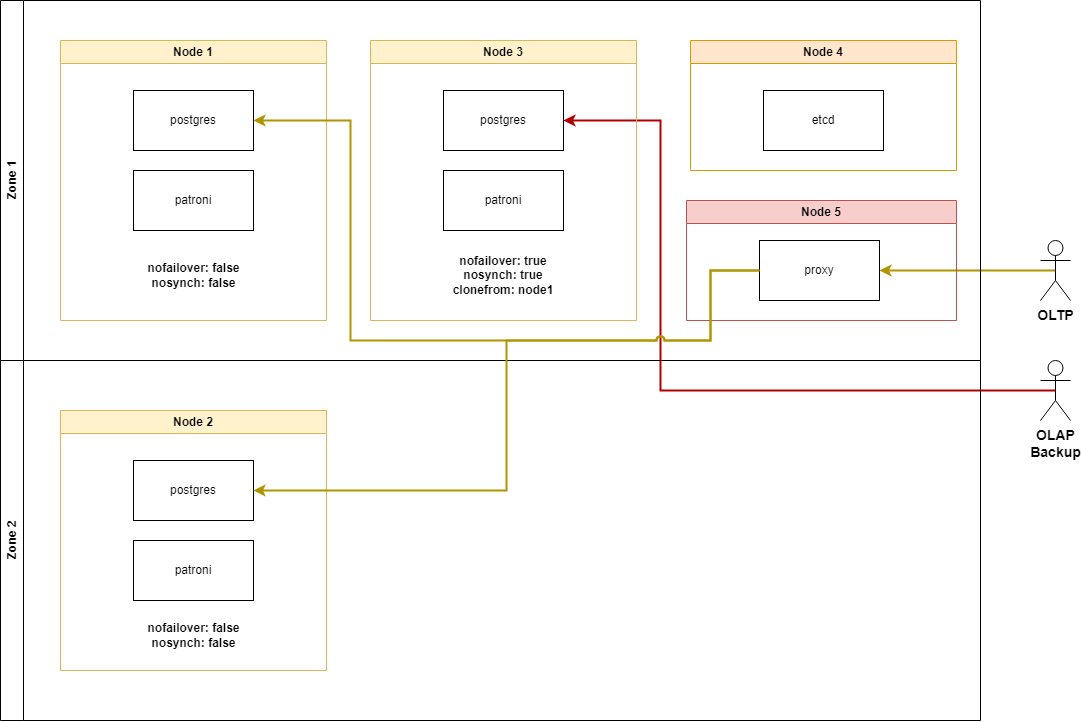 Zone 1
Node 1
postgres
patroni
nofailover: false
nosynch: false
Node 3
postgres
patroni
nofailover: true
nosynch: true
clonefrom: node1
Node 4
etcd
Node 5
proxy
OLTP
OLAP
Backup
Zone 2
Node 2
postgres
patroni
nofailover: false
nosynch: false